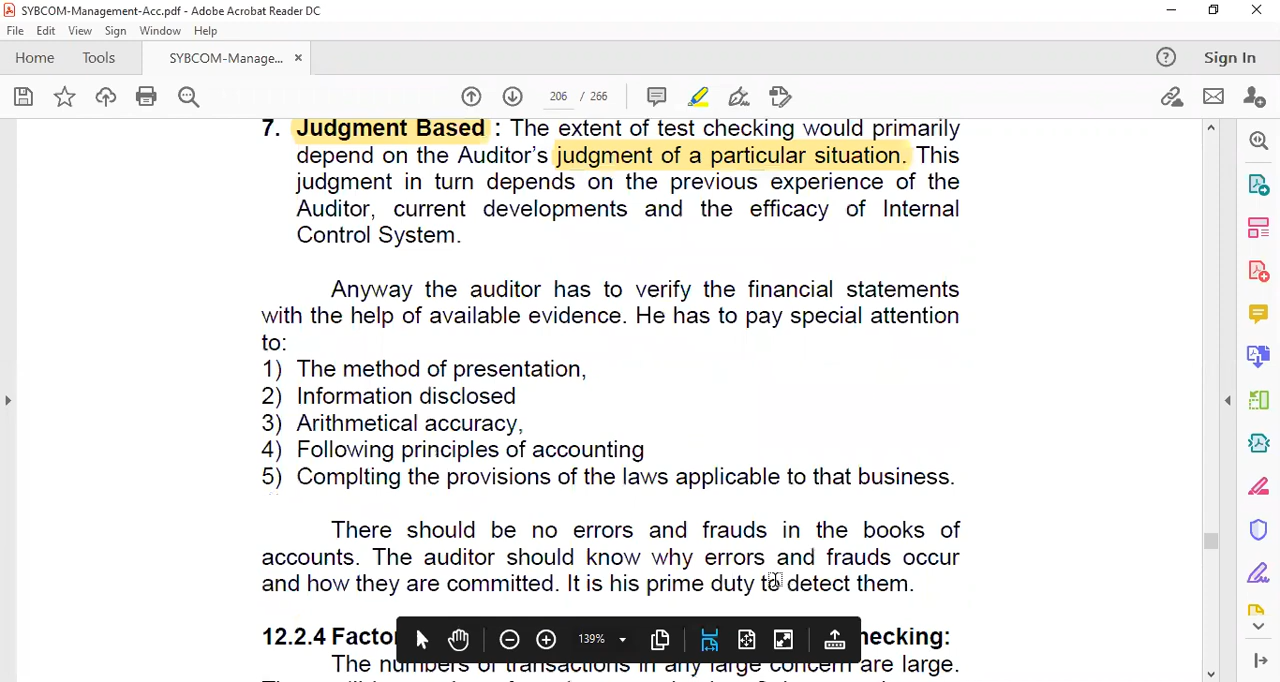 SYBCOM-Management-Acc.pdf - Adobe Acrobat Reader DC
File Edit View Sign Window Help
Home Tools SYBCOM-Manage... × Sign In
206 / 266
7. Judgment Based : The extent of test checking would primarily
depend on the Auditor's judgment of a particular situation. This
judgment in turn depends on the previous experience of the
Auditor, current developments and the efficacy of Internal
Control System.
Anyway the auditor has to verify the financial statements
with the help of available evidence. He has to pay special attention
to:
1) The method of presentation,
2) Information disclosed
3) Arithmetical accuracy,
4) Following principles of accounting
5) Complting the provisions of the laws applicable to that business.
There should be no errors and frauds in the books of
accounts. The auditor should know why errors and frauds occur
and how they are committed. It is his prime duty to detect them.
12.2.4 Factor hecking:
139%
The numbers of transactions in any large concern are large.